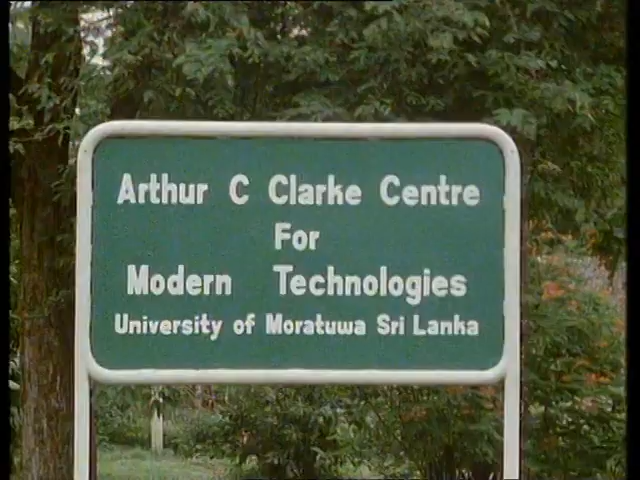 Arthur C Clarke Centre
For
Modern Technologies
University of Moratuwa Sri Lanka